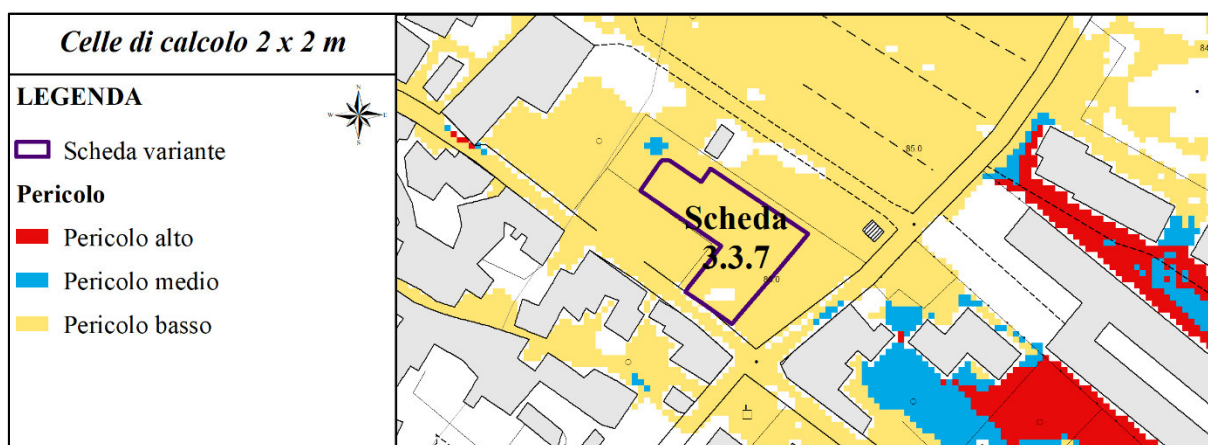 Celle di calcolo 2 x 2 m
LEGENDA
N
W E
S
Scheda variante
Pericolo
Pericolo alto
Pericolo medio
Pericolo basso
85.0
Scheda
3.3.7